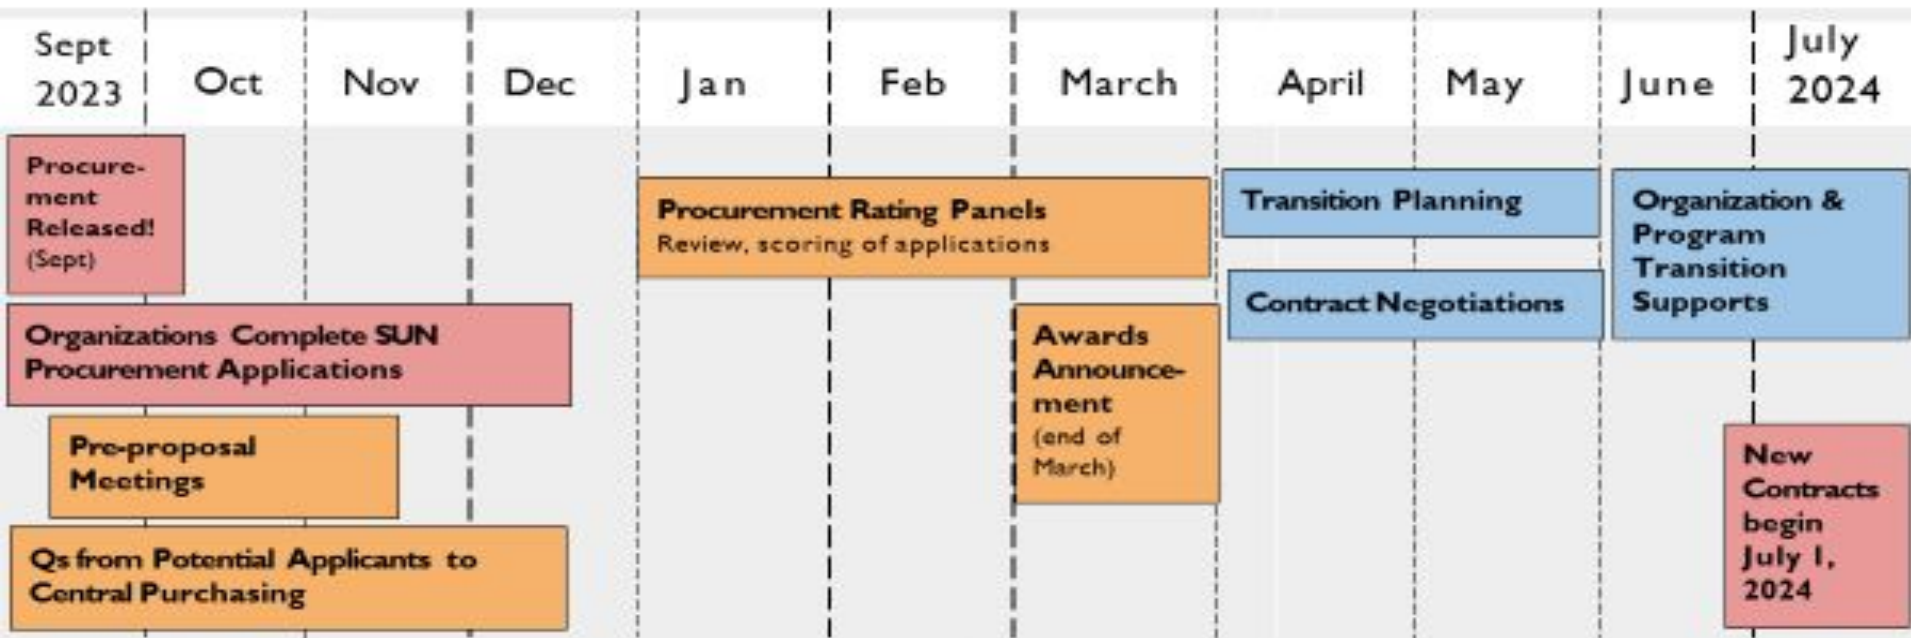 Sept
2023
Oct
Nov
Dec
Jan
Feb
March
April
May
June
July
2024
Procure-
ment
Released!
(Sept)
Organizations Complete SUN
Procurement Applications
Pre-proposal
Meetings
Qs from Potential Applicants to
Central Purchasing
Procurement Rating Panels
Review, scoring of applications
Awards
Announce-
ment
(end of
March)
Transition Planning
Contract Negotiations
Organization &
Program
Transition
Supports
New
Contracts
begin
July 1,
2024